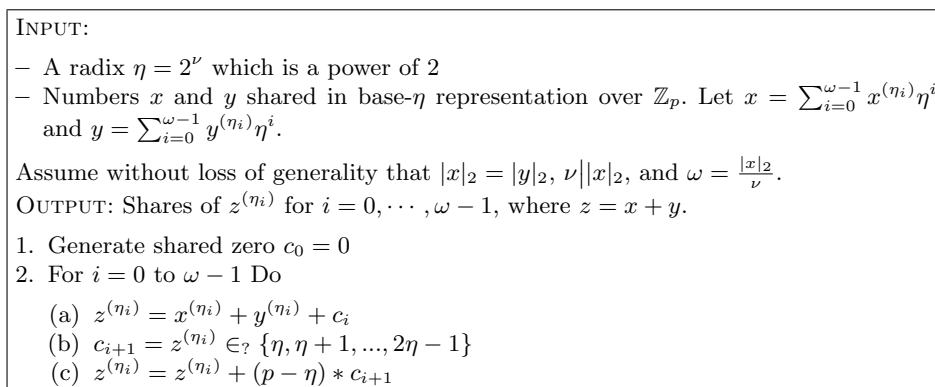 INPUT:
– A radix η = 2^ν which is a power of 2
– Numbers x and y shared in base-η representation over ℤ_p. Let x = ∑_{i=0}^{ω−1} x^{(η_i)} η^i
and y = ∑_{i=0}^{ω−1} y^{(η_i)} η^i.
Assume without loss of generality that |x|_2 = |y|_2, ν||x|_2, and ω = |x|_2/ν.
OUTPUT: Shares of z^{(η_i)} for i = 0, · · · , ω − 1, where z = x + y.
1. Generate shared zero c_0 = 0
2. For i = 0 to ω − 1 Do
(a) z^{(η_i)} = x^{(η_i)} + y^{(η_i)} + c_i
(b) c_{i+1} = z^{(η_i)} ∈_? {η, η + 1, ..., 2η − 1}
(c) z^{(η_i)} = z^{(η_i)} + (p − η) ∗ c_{i+1}